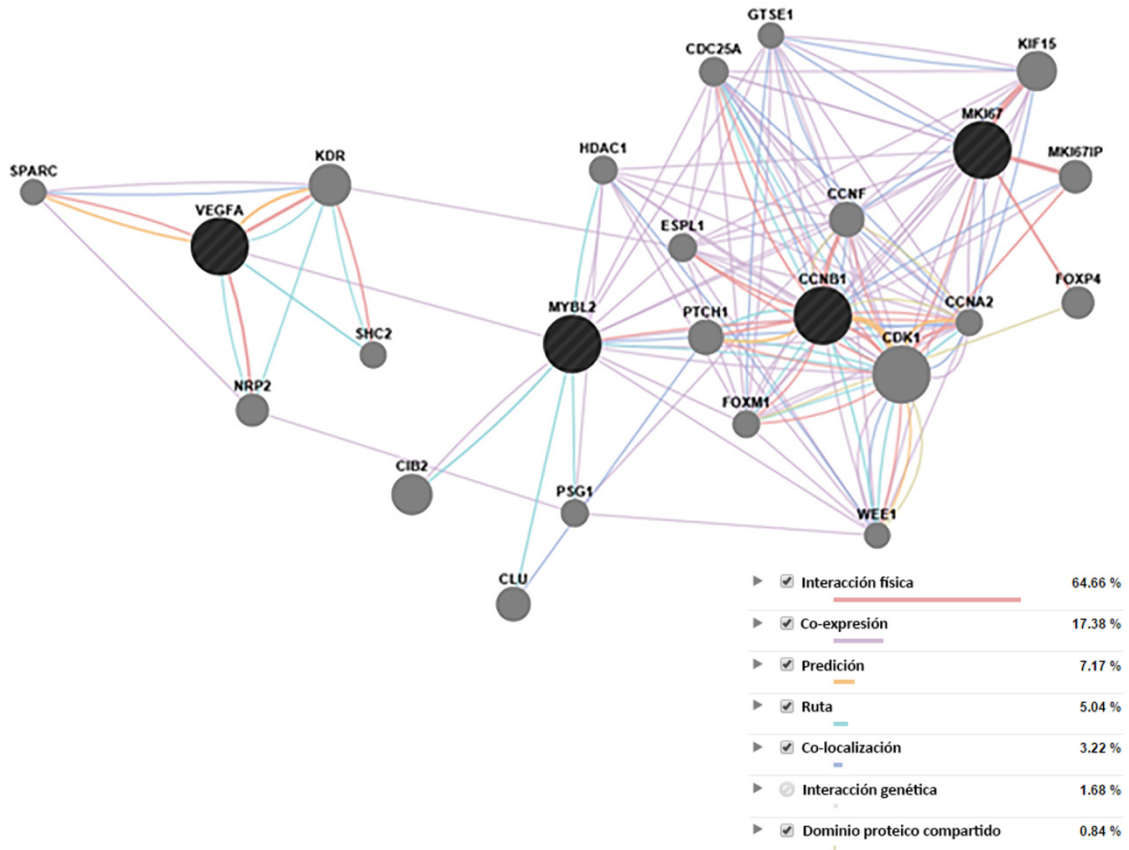 GTSE1
CDC25A
KIF15
MKI67
HDAC1
MKI67IP
KDR
SPARC
CCNF
VEGFA
ESPL1
CCNB1
FOXP4
MYBL2
PTCH1
CCNA2
SHC2
CDK1
NRP2
FOXM1
CIB2
PSG1
WEE1
CLU
Interacción física 64.66 %
Co-expresión 17.38 %
Predición 7.17 %
Ruta 5.04 %
Co-localización 3.22 %
Interacción genética 1.68 %
Dominio proteico compartido 0.84 %